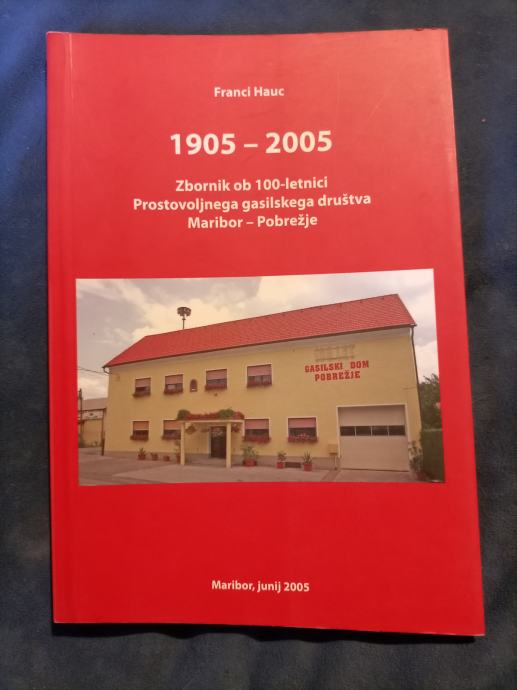 Franci Hauc
1905 – 2005
Zbornik ob 100-letnici
Prostovoljnega gasilskega društva
Maribor – Pobrežje
GASILSKI DOM
POBREŽJE
Maribor, junij 2005